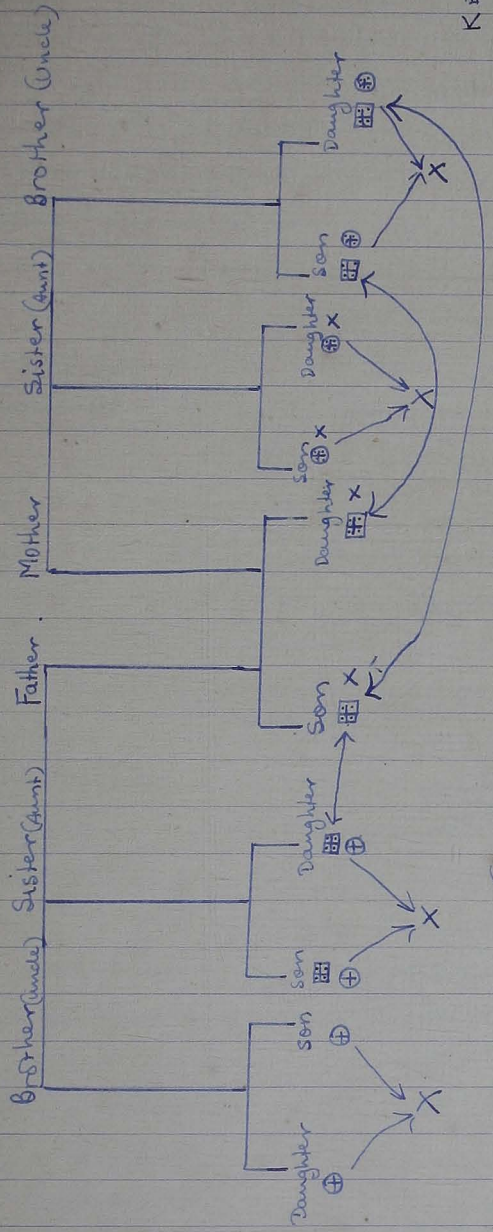 Brother(uncle) Sister(Aunt) Father. Mother Sister(Aunt) Brother(Uncle)
Daughter Son Son Daughter Son Daughter Son Daughter Son Daughter
x x x x
X X X X